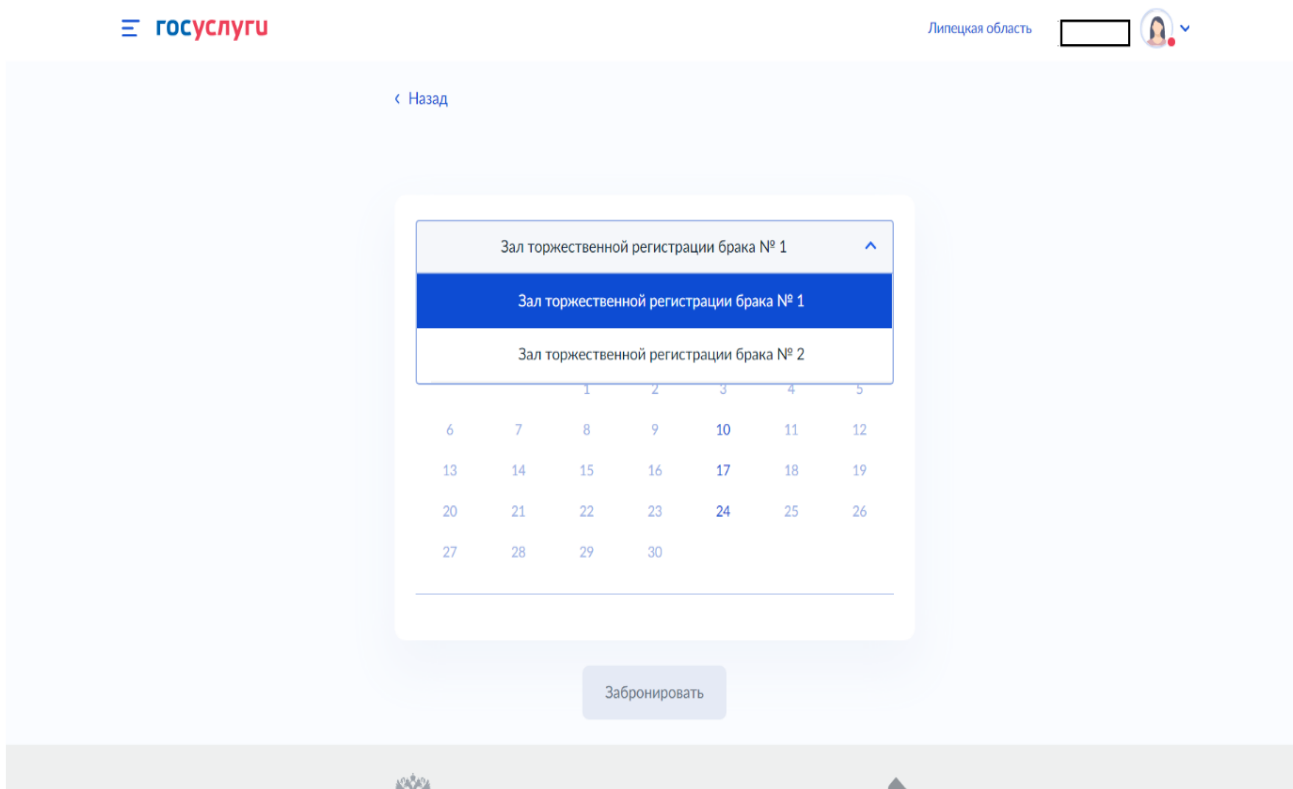 госуслуги
Липецкая область
Назад
Зал торжественной регистрации брака № 1
Зал торжественной регистрации брака № 1
Зал торжественной регистрации брака № 2
1 2 3 4 5
6 7 8 9 10 11 12
13 14 15 16 17 18 19
20 21 22 23 24 25 26
27 28 29 30
Забронировать